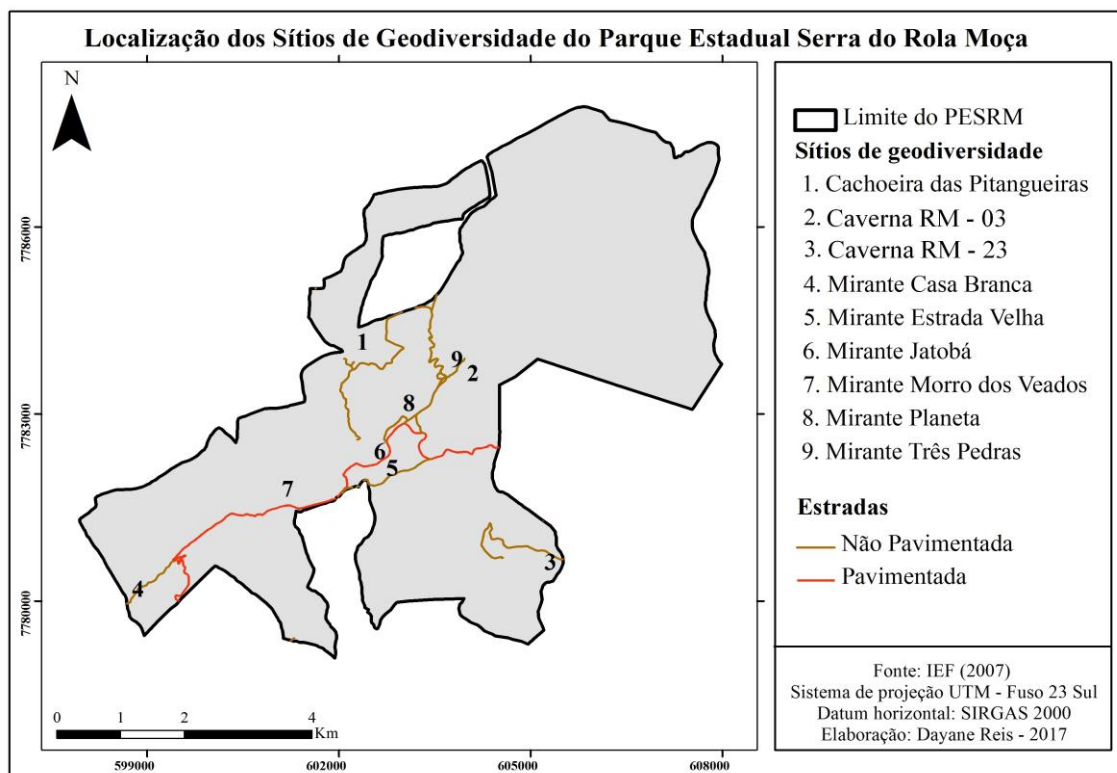 Localização dos Sítios de Geodiversidade do Parque Estadual Serra do Rola Moça
N
7786000
7783000
7780000
1
9
2
8
6
5
7
3
4
0 1 2 4
Km
599000 602000 605000 608000
Limite do PESRM
Sítios de geodiversidade
1. Cachoeira das Pitangueiras
2. Caverna RM - 03
3. Caverna RM - 23
4. Mirante Casa Branca
5. Mirante Estrada Velha
6. Mirante Jatobá
7. Mirante Morro dos Veados
8. Mirante Planeta
9. Mirante Três Pedras
Estradas
Não Pavimentada
Pavimentada
Fonte: IEF (2007)
Sistema de projeção UTM - Fuso 23 Sul
Datum horizontal: SIRGAS 2000
Elaboração: Dayane Reis - 2017